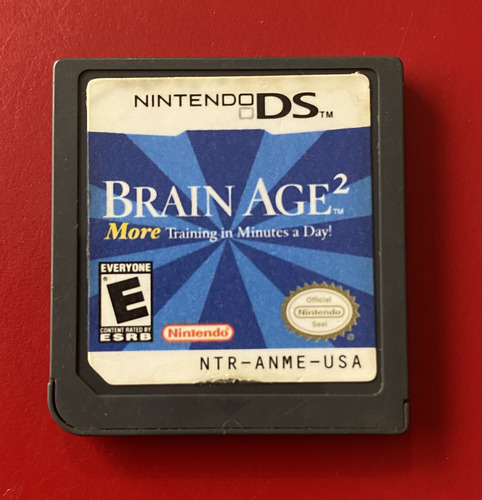 NINTENDO DS™
BRAIN AGE²™
More Training in Minutes a Day!
EVERYONE
E
CONTENT RATED BY
ESRB
Nintendo
Official
Nintendo
Seal
NTR-ANME-USA